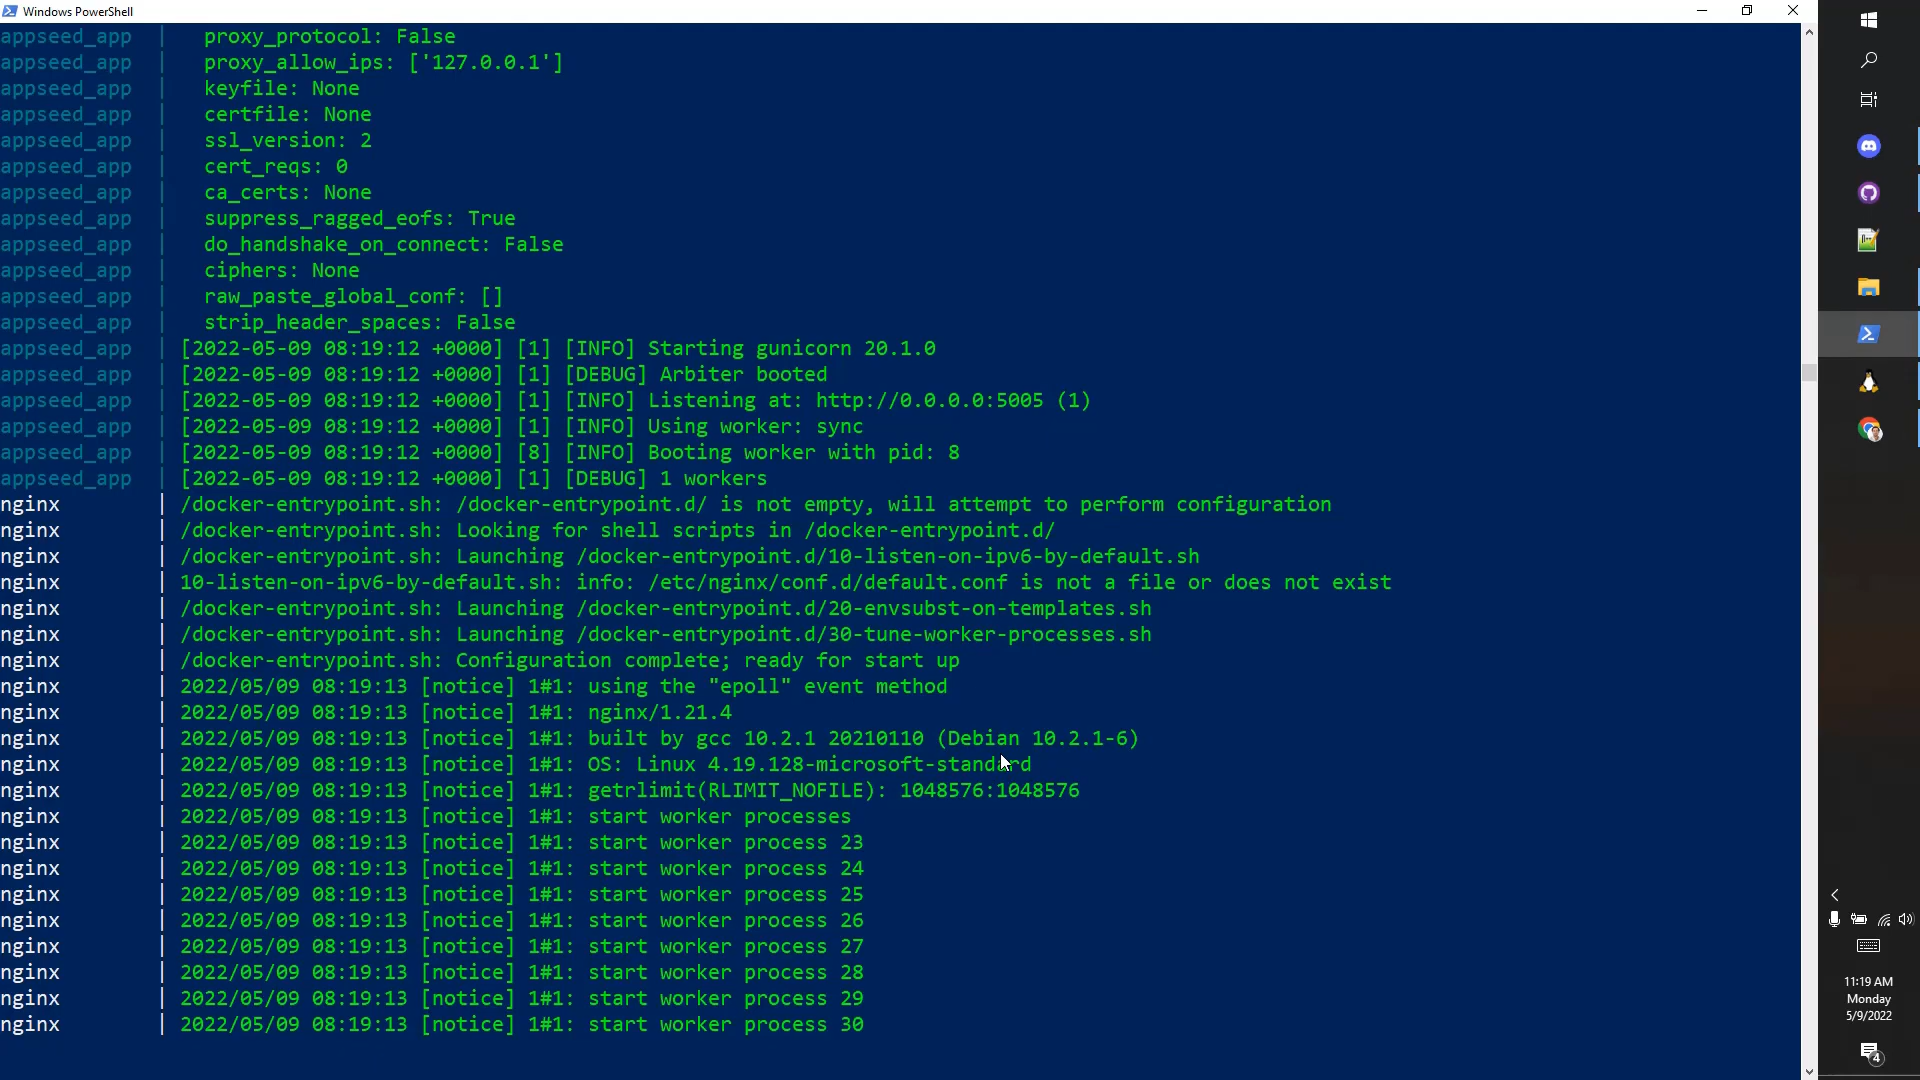 Windows PowerShell
appseed_app | proxy_protocol: False
appseed_app | proxy_allow_ips: ['127.0.0.1']
appseed_app | keyfile: None
appseed_app | certfile: None
appseed_app | ssl_version: 2
appseed_app | cert_reqs: 0
appseed_app | ca_certs: None
appseed_app | suppress_ragged_eofs: True
appseed_app | do_handshake_on_connect: False
appseed_app | ciphers: None
appseed_app | raw_paste_global_conf: []
appseed_app | strip_header_spaces: False
appseed_app | [2022-05-09 08:19:12 +0000] [1] [INFO] Starting gunicorn 20.1.0
appseed_app | [2022-05-09 08:19:12 +0000] [1] [DEBUG] Arbiter booted
appseed_app | [2022-05-09 08:19:12 +0000] [1] [INFO] Listening at: http://0.0.0.0:5005 (1)
appseed_app | [2022-05-09 08:19:12 +0000] [1] [INFO] Using worker: sync
appseed_app | [2022-05-09 08:19:12 +0000] [8] [INFO] Booting worker with pid: 8
appseed_app | [2022-05-09 08:19:12 +0000] [1] [DEBUG] 1 workers
nginx | /docker-entrypoint.sh: /docker-entrypoint.d/ is not empty, will attempt to perform configuration
nginx | /docker-entrypoint.sh: Looking for shell scripts in /docker-entrypoint.d/
nginx | /docker-entrypoint.sh: Launching /docker-entrypoint.d/10-listen-on-ipv6-by-default.sh
nginx | 10-listen-on-ipv6-by-default.sh: info: /etc/nginx/conf.d/default.conf is not a file or does not exist
nginx | /docker-entrypoint.sh: Launching /docker-entrypoint.d/20-envsubst-on-templates.sh
nginx | /docker-entrypoint.sh: Launching /docker-entrypoint.d/30-tune-worker-processes.sh
nginx | /docker-entrypoint.sh: Configuration complete; ready for start up
nginx | 2022/05/09 08:19:13 [notice] 1#1: using the "epoll" event method
nginx | 2022/05/09 08:19:13 [notice] 1#1: nginx/1.21.4
nginx | 2022/05/09 08:19:13 [notice] 1#1: built by gcc 10.2.1 20210110 (Debian 10.2.1-6)
nginx | 2022/05/09 08:19:13 [notice] 1#1: OS: Linux 4.19.128-microsoft-standard
nginx | 2022/05/09 08:19:13 [notice] 1#1: getrlimit(RLIMIT_NOFILE): 1048576:1048576
nginx | 2022/05/09 08:19:13 [notice] 1#1: start worker processes
nginx | 2022/05/09 08:19:13 [notice] 1#1: start worker process 23
nginx | 2022/05/09 08:19:13 [notice] 1#1: start worker process 24
nginx | 2022/05/09 08:19:13 [notice] 1#1: start worker process 25
nginx | 2022/05/09 08:19:13 [notice] 1#1: start worker process 26
nginx | 2022/05/09 08:19:13 [notice] 1#1: start worker process 27
nginx | 2022/05/09 08:19:13 [notice] 1#1: start worker process 28
nginx | 2022/05/09 08:19:13 [notice] 1#1: start worker process 29
nginx | 2022/05/09 08:19:13 [notice] 1#1: start worker process 30
11:19 AM
Monday
5/9/2022
4